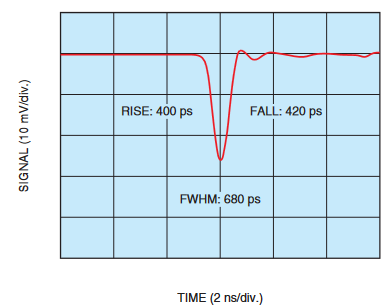 SIGNAL (10 mV/div.)
RISE: 400 ps
FALL: 420 ps
FWHM: 680 ps
TIME (2 ns/div.)